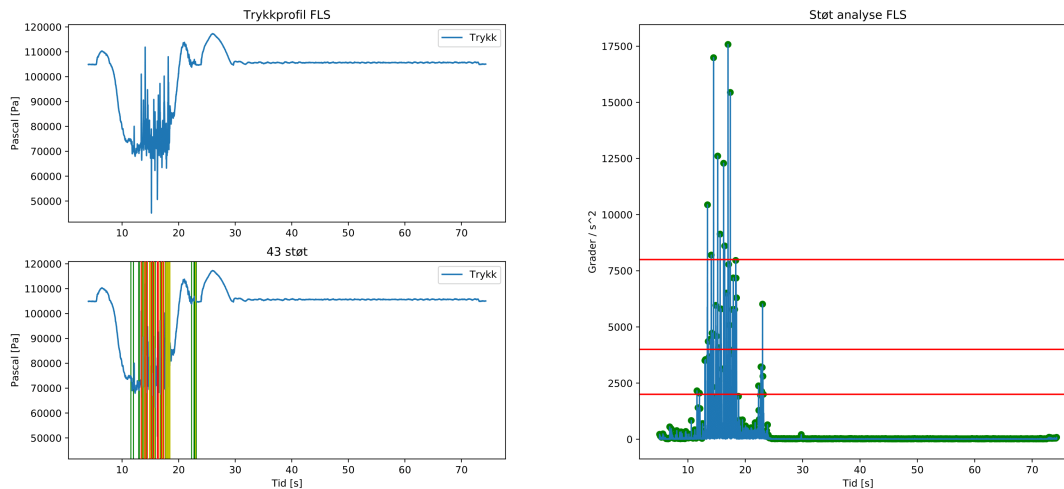 Trykkprofil FLS
120000
110000
100000
90000
80000
70000
60000
50000
Pascal [Pa]
Trykk
10 20 30 40 50 60 70
43 støt
120000
110000
100000
90000
80000
70000
60000
50000
Pascal [Pa]
Trykk
10 20 30 40 50 60 70
Tid [s]
Støt analyse FLS
17500
15000
12500
10000
7500
5000
2500
0
Grader / s^2
10 20 30 40 50 60 70
Tid [s]